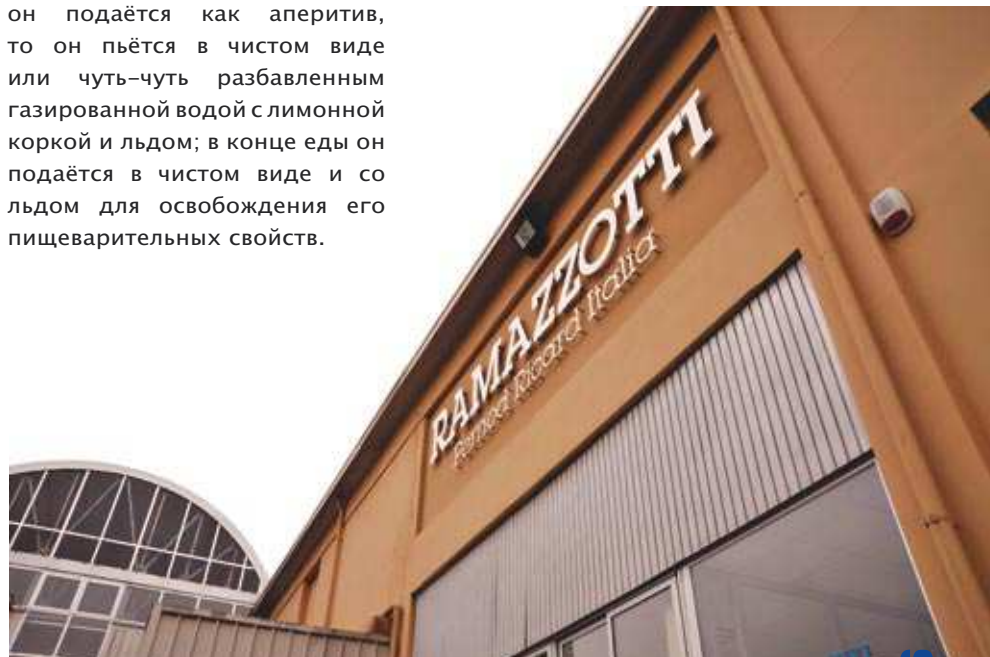 он подаётся как аперитив,
то он пьётся в чистом виде
или чуть-чуть разбавленным
газированной водой с лимонной
коркой и льдом; в конце еды он
подаётся в чистом виде и со
льдом для освобождения его
пищеварительных свойств.
RAMAZZOTTI
Pernod Ricard Italia